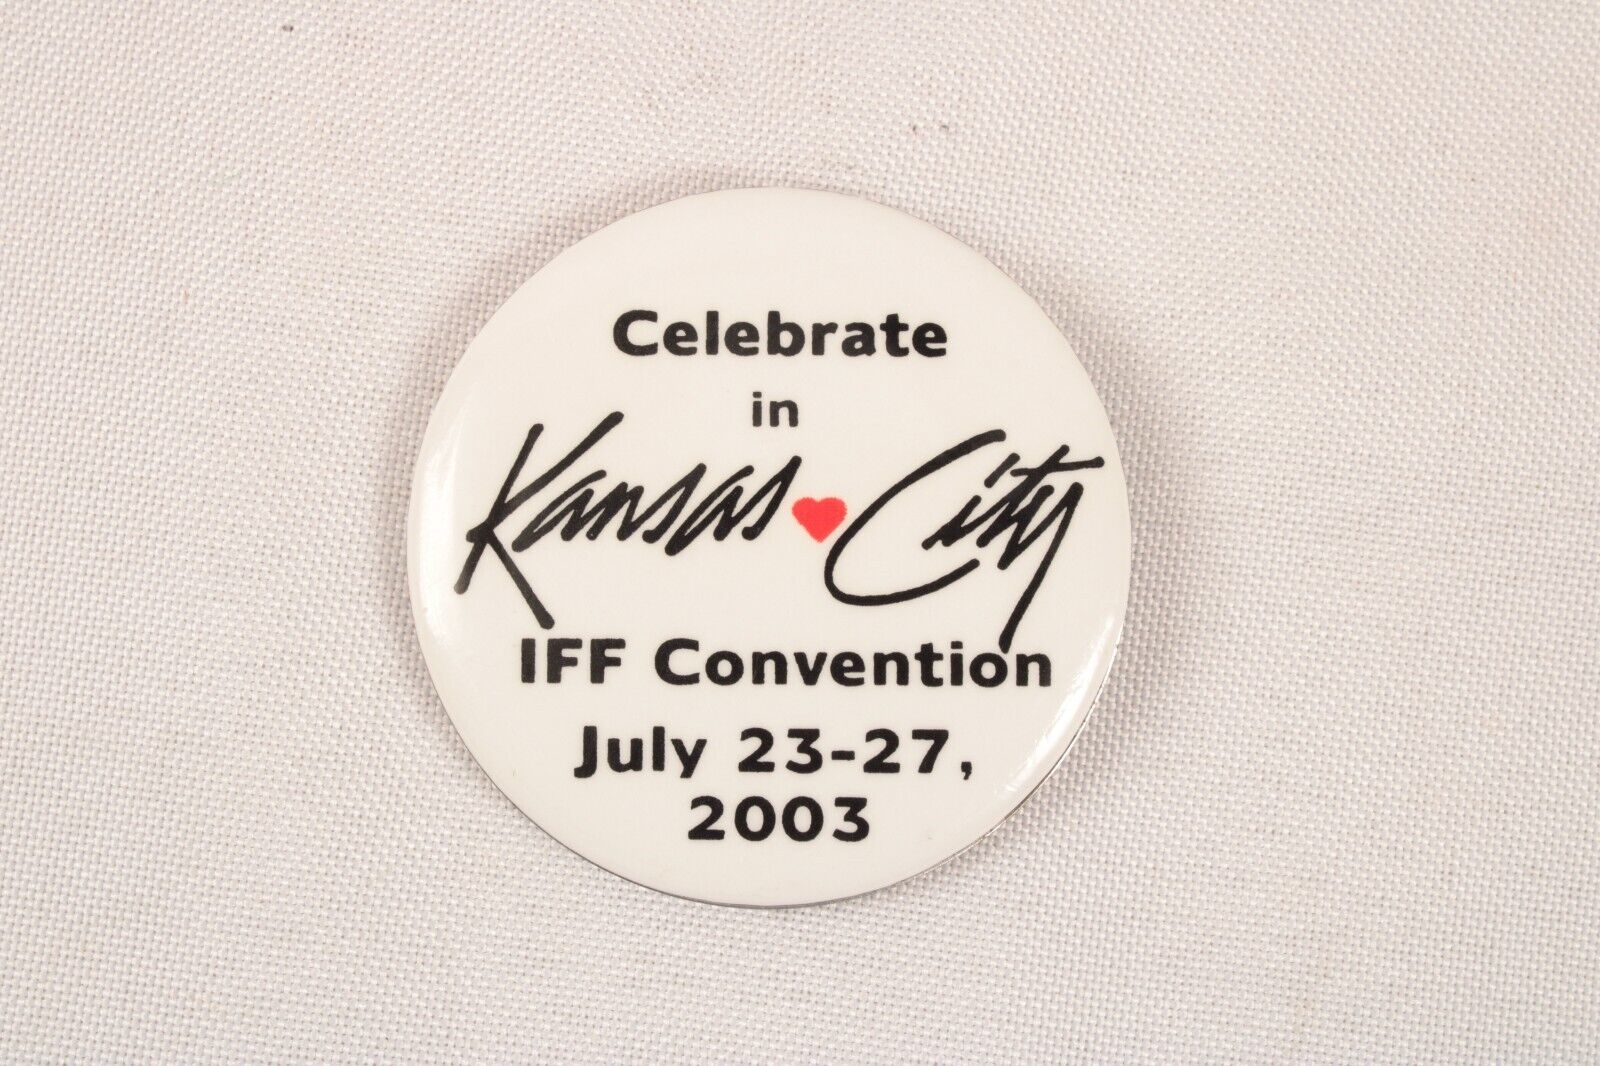 Celebrate
in
Kansas City
IFF Convention
July 23-27,
2003